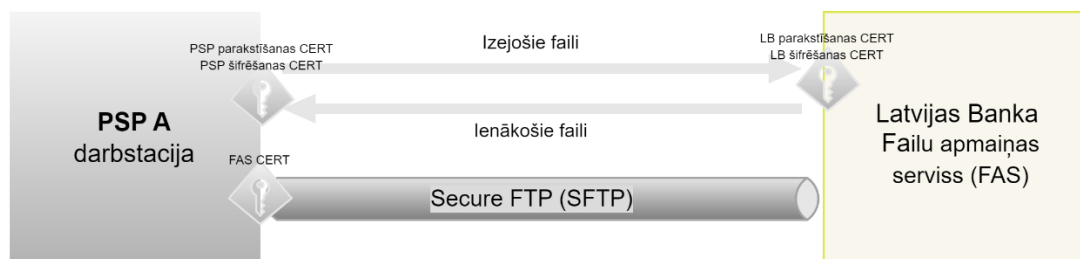 PSP parakstīšanas CERT
PSP šifrēšanas CERT
Izejošie faili
LB parakstīšanas CERT
LB šifrēšanas CERT
PSP A
darbstacija
Ienākošie faili
Latvijas Banka
Failu apmaiņas
serviss (FAS)
FAS CERT
Secure FTP (SFTP)